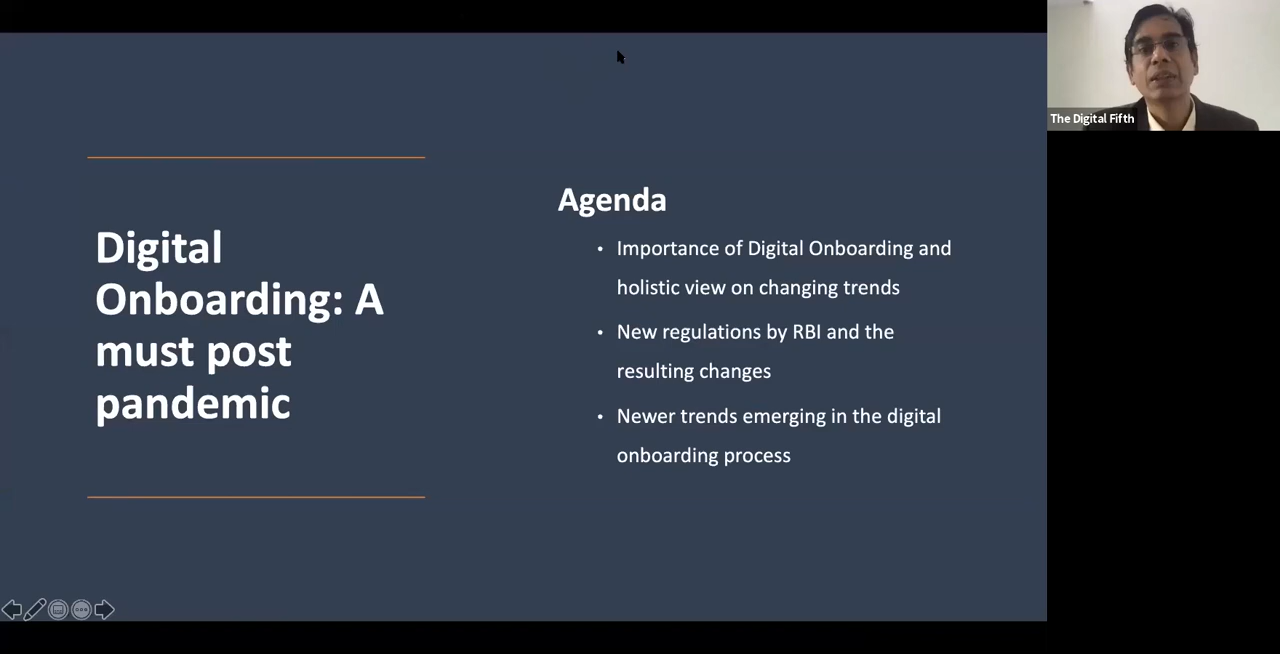 Digital
Onboarding: A
must post
pandemic
Agenda
• Importance of Digital Onboarding and
holistic view on changing trends
• New regulations by RBI and the
resulting changes
• Newer trends emerging in the digital
onboarding process
The Digital Fifth